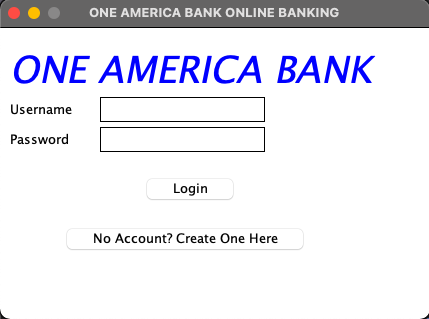 ONE AMERICA BANK ONLINE BANKING
ONE AMERICA BANK
Username
Password
Login
No Account? Create One Here